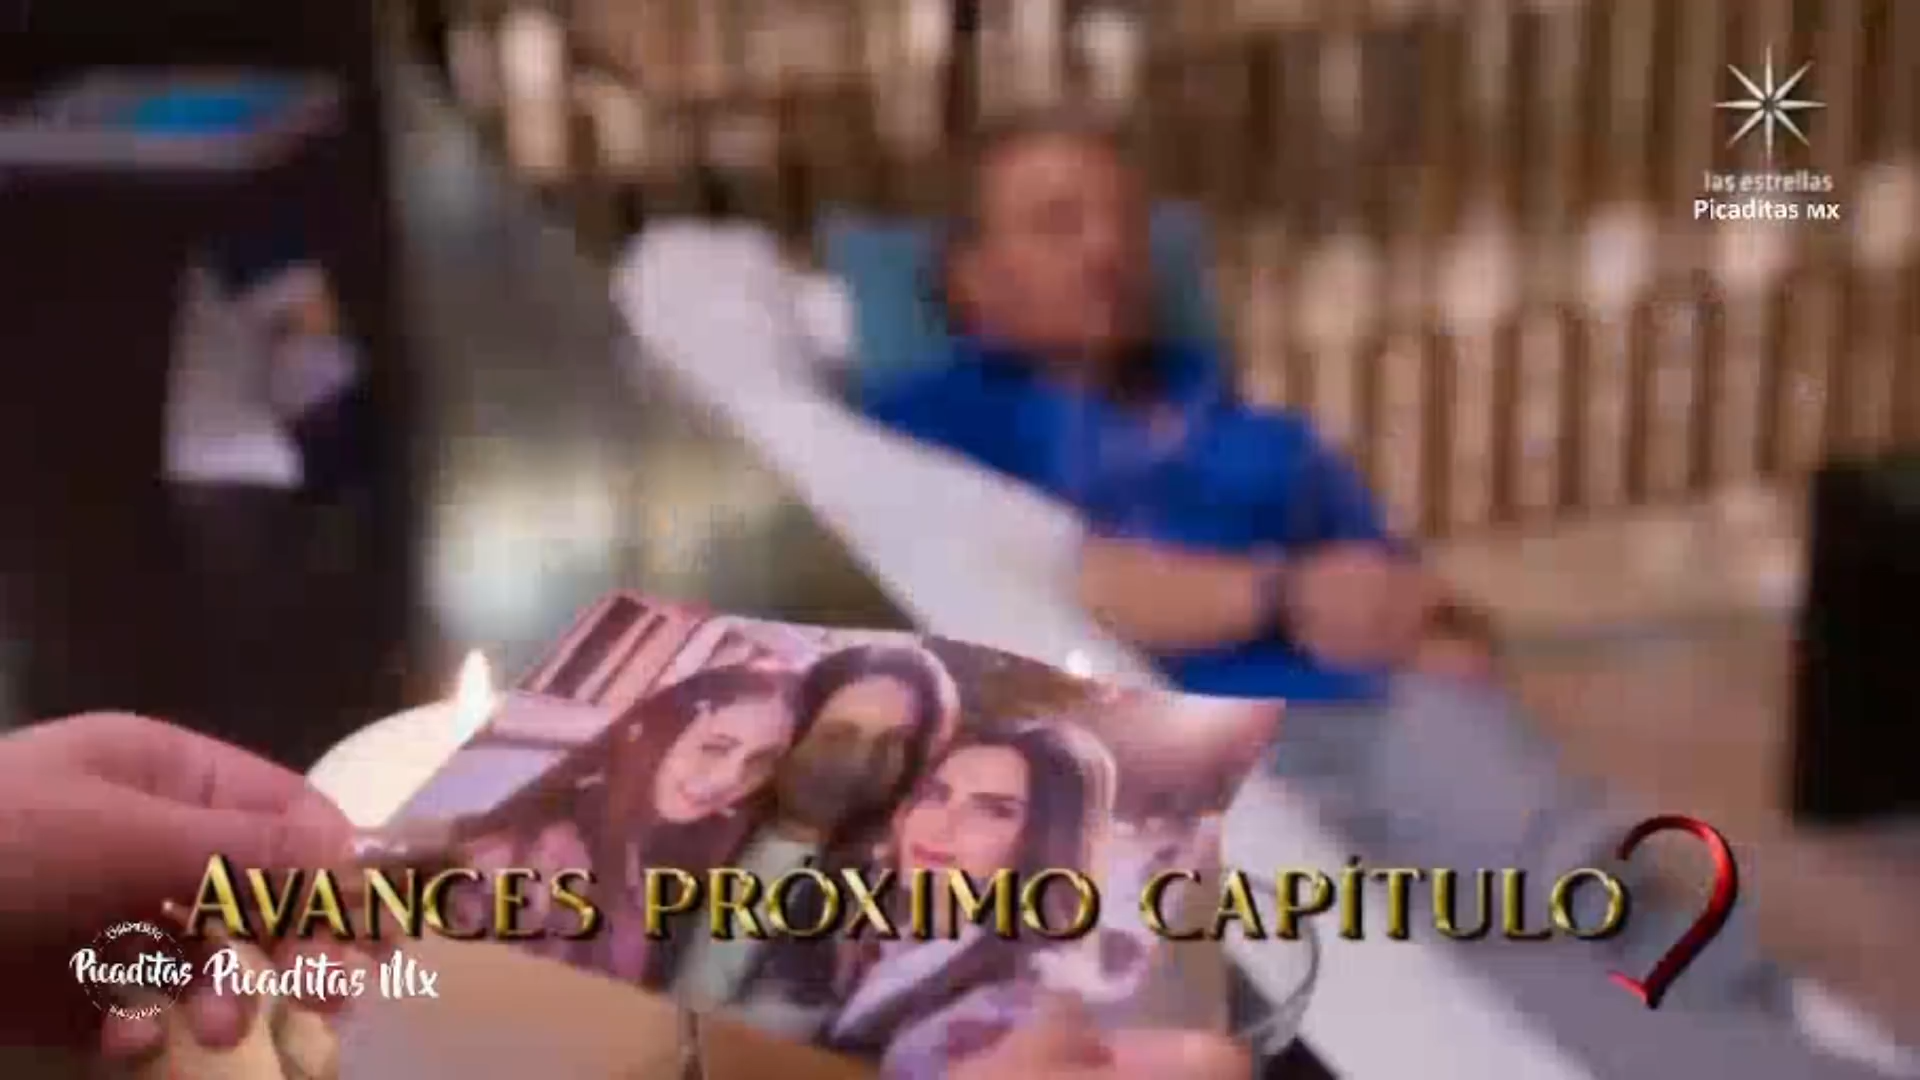 las estrellas
Picaditas MX
AVANCES PRÓXIMO CAPÍTULO
Picaditas Picaditas Mx